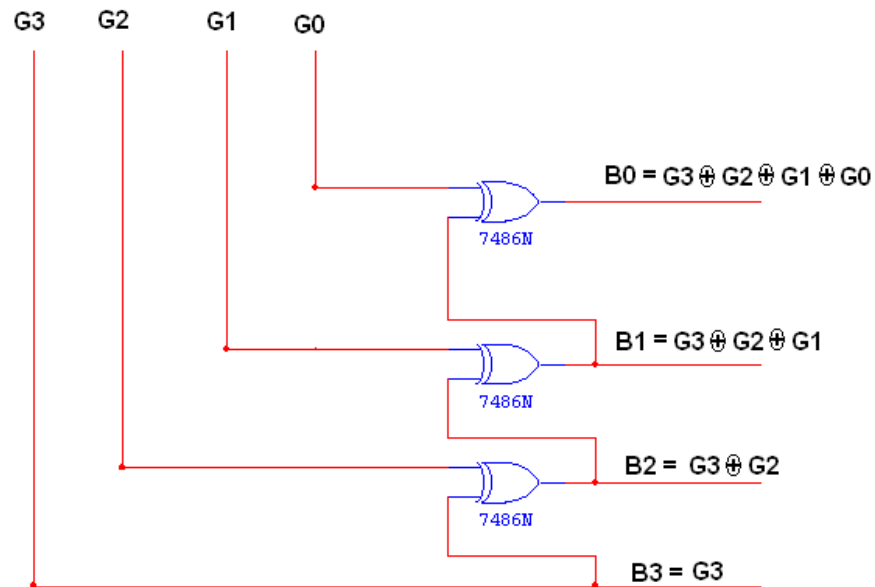 G3 G2 G1 G0
B0 = G3 ⊕ G2 ⊕ G1 ⊕ G0
7486N
B1 = G3 ⊕ G2 ⊕ G1
7486N
B2 = G3 ⊕ G2
7486N
B3 = G3